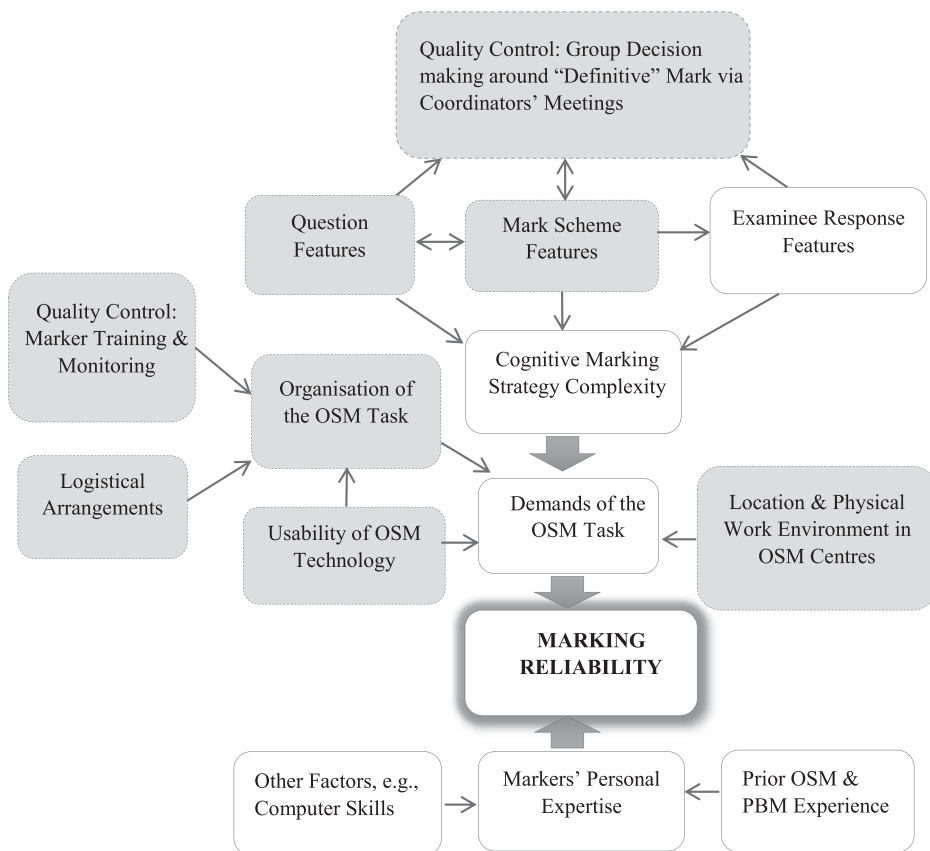 Quality Control: Group Decision
making around “Definitive” Mark via
Coordinators’ Meetings
Question
Features
Mark Scheme
Features
Examinee Response
Features
Quality Control:
Marker Training &
Monitoring
Cognitive Marking
Strategy Complexity
Organisation of
the OSM Task
Logistical
Arrangements
Usability of OSM
Technology
Demands of the
OSM Task
Location & Physical
Work Environment in
OSM Centres
MARKING
RELIABILITY
Other Factors, e.g.,
Computer Skills
Markers’ Personal
Expertise
Prior OSM &
PBM Experience